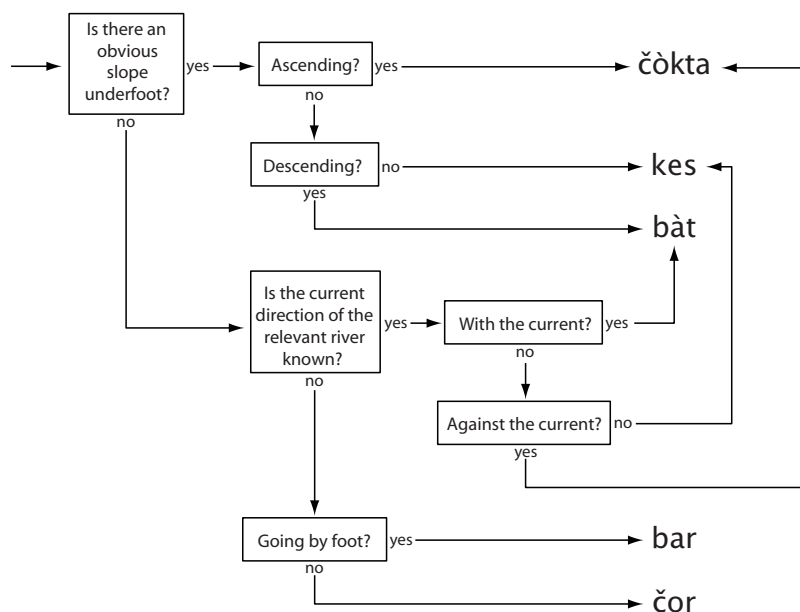 Is there an
obvious
slope
underfoot?
yes
Ascending?
yes
čòkta
no
no
Descending?
no
kes
yes
bàt
Is the current
direction of the
relevant river
known?
yes
With the current?
yes
no
no
Against the current?
no
yes
Going by foot?
yes
bar
no
čor